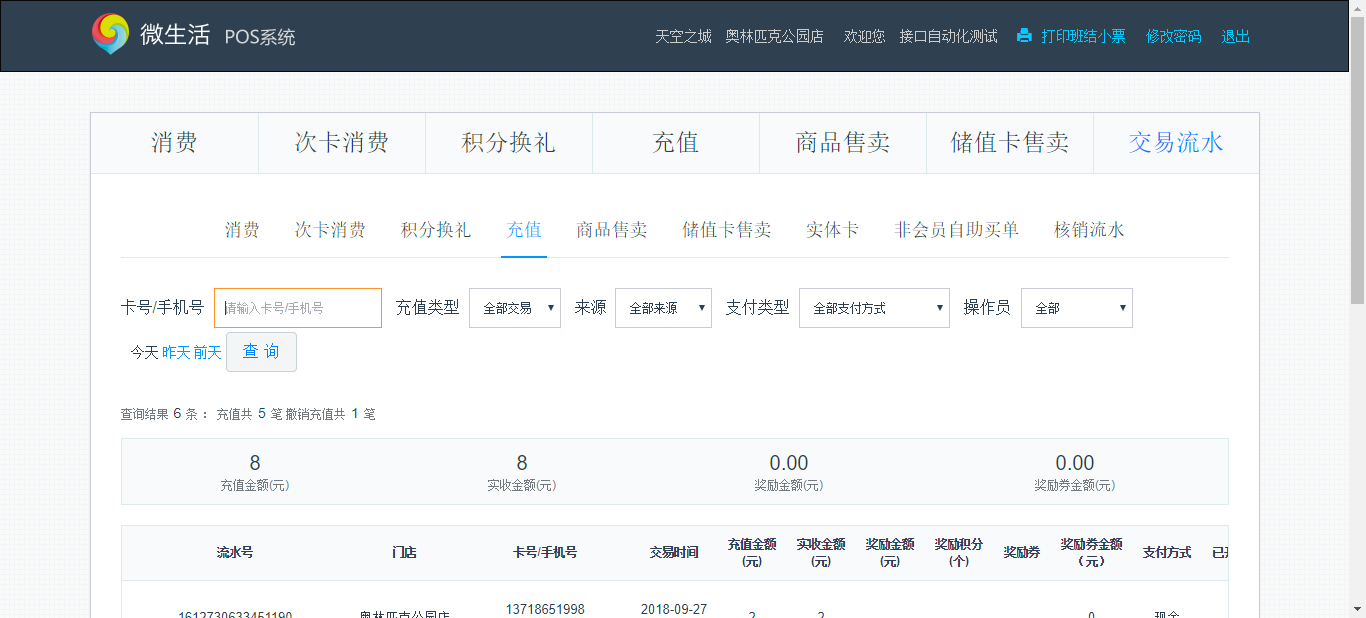 微生活 POS系统
天空之城 奥林匹克公园店 欢迎您 接口自动化测试 打印班结小票 修改密码 退出
消费 次卡消费 积分换礼 充值 商品售卖 储值卡售卖 交易流水
消费 次卡消费 积分换礼 充值 商品售卖 储值卡售卖 实体卡 非会员自助买单 核销流水
卡号/手机号 请输入卡号/手机号 充值类型 全部交易 来源 全部来源 支付类型 全部支付方式 操作员 全部
今天 昨天 前天 查 询
查询结果 6 条： 充值共 5 笔 撤销充值共 1 笔
8 8 0.00 0.00
充值金额(元) 实收金额(元) 奖励金额(元) 奖励券金额(元)
流水号 门店 卡号/手机号 交易时间 充值金额(元) 实收金额(元) 奖励金额(元) 奖励积分(个) 奖励券 奖励券金额（元） 支付方式
1612730633451190 奥林匹克公园店 13718651998 2018-09-27 2 2 0 现金